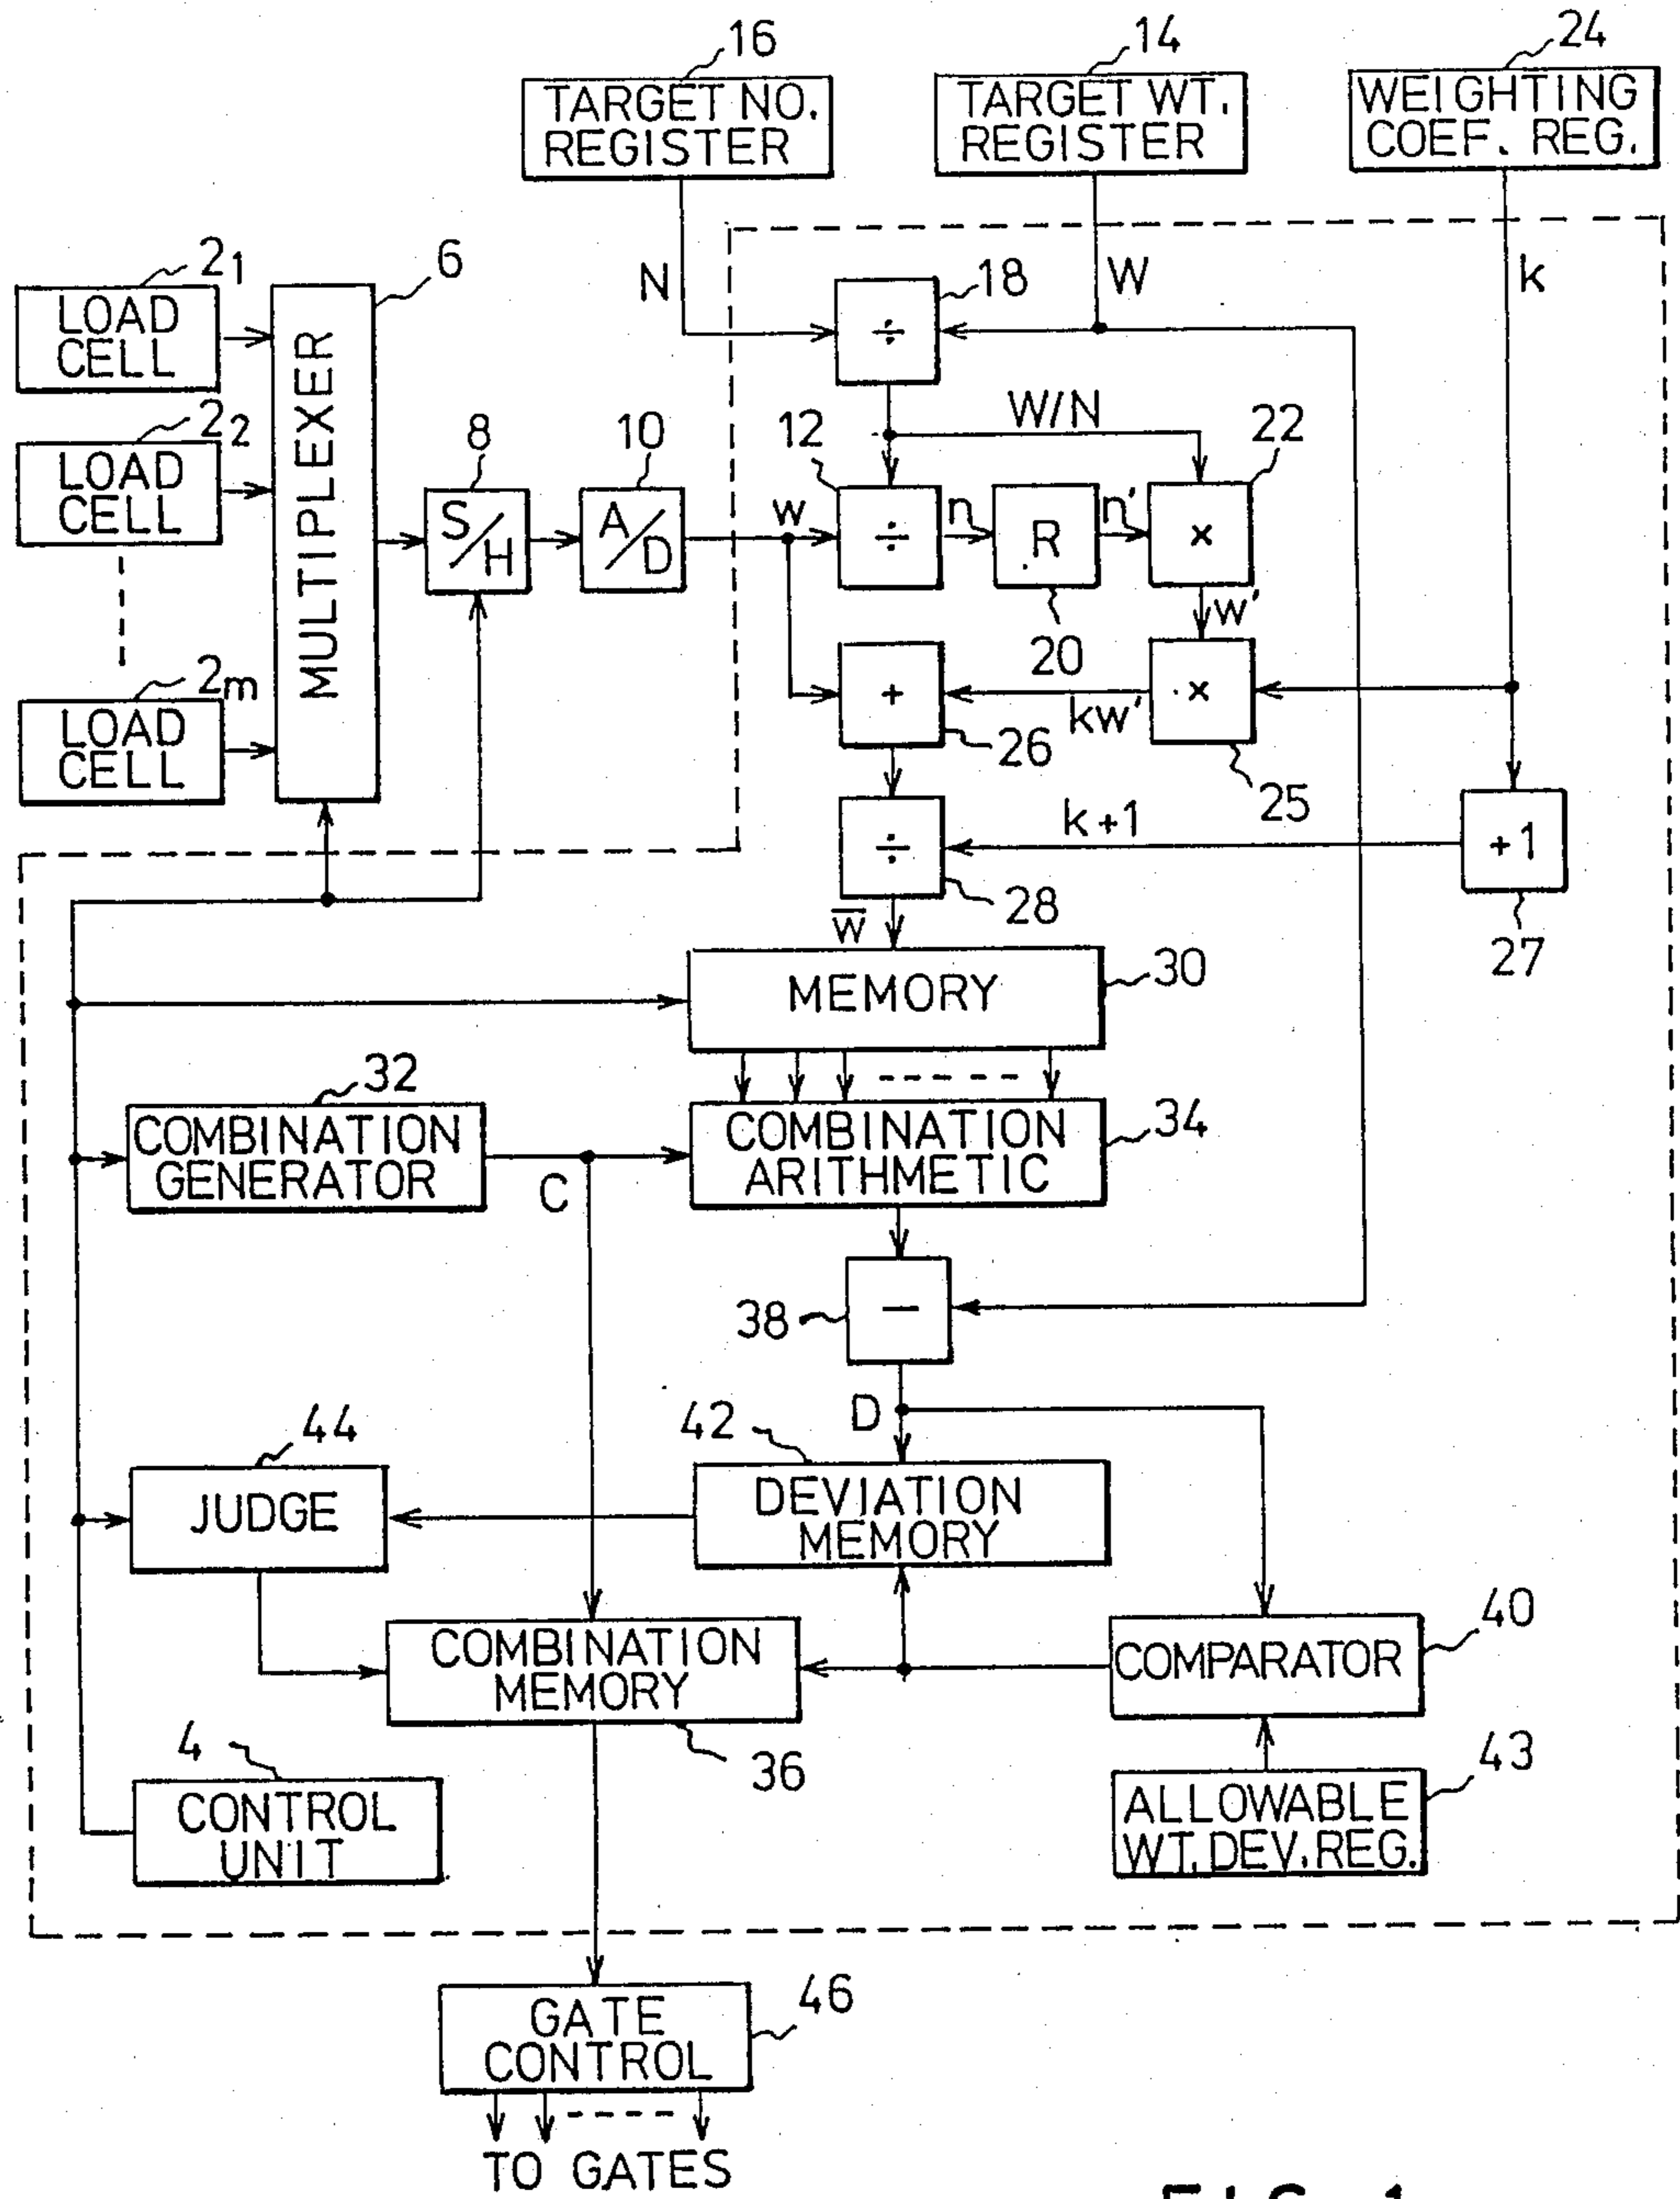 16
14
24
TARGET NO.
REGISTER
TARGET WT.
REGISTER
WEIGHTING
COEF. REG.
2₁
6
N
18
W
k
LOAD
CELL
÷
MULTIPLEXER
W/N
2₂
8
10
12
22
LOAD
CELL
S/H
A/D
w
÷
n
R
n'
×
w'
20
2m
LOAD
CELL
+
kw'
×
26
25
k+1
÷
+1
28
w̅
27
MEMORY
30
32
COMBINATION
GENERATOR
C
COMBINATION
ARITHMETIC
34
38
−
D
44
42
JUDGE
DEVIATION
MEMORY
COMBINATION
MEMORY
COMPARATOR
40
4
36
43
CONTROL
UNIT
ALLOWABLE
WT. DEV. REG.
GATE
CONTROL
46
TO GATES